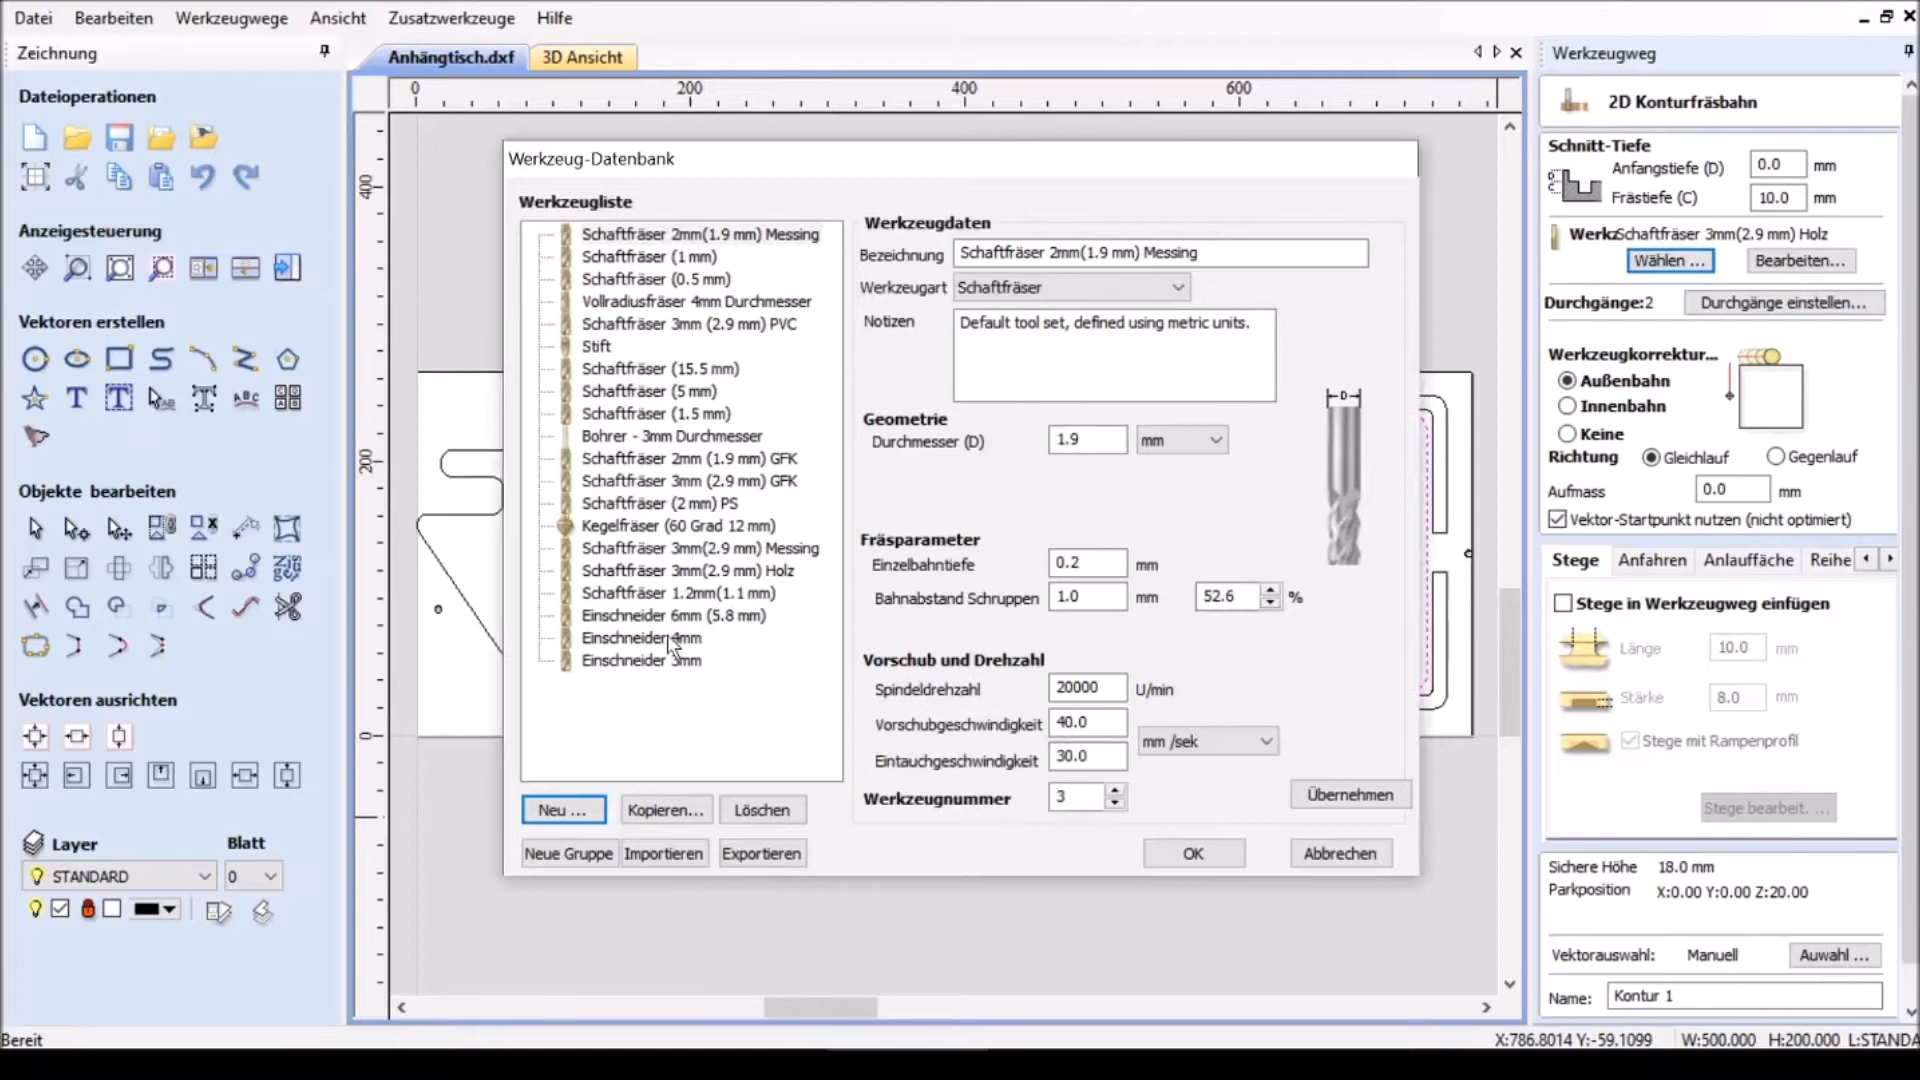 Datei Bearbeiten Werkzeugwege Ansicht Zusatzwerkzeuge Hilfe
Zeichnung
Dateioperationen
Anzeigesteuerung
Vektoren erstellen
Objekte bearbeiten
Vektoren ausrichten
Layer Blatt
STANDARD 0
Anhängtisch.dxf 3D Ansicht
0 200 400 600
400
200
0
Werkzeug-Datenbank
Werkzeugliste
Schaftfräser 2mm(1.9 mm) Messing
Schaftfräser (1 mm)
Schaftfräser (0.5 mm)
Vollradiusfräser 4mm Durchmesser
Schaftfräser 3mm (2.9 mm) PVC
Stift
Schaftfräser (15.5 mm)
Schaftfräser (5 mm)
Schaftfräser (1.5 mm)
Bohrer - 3mm Durchmesser
Schaftfräser 2mm (1.9 mm) GFK
Schaftfräser 3mm (2.9 mm) GFK
Schaftfräser (2 mm) PS
Kegelfräser (60 Grad 12 mm)
Schaftfräser 3mm(2.9 mm) Messing
Schaftfräser 3mm(2.9 mm) Holz
Schaftfräser 1.2mm(1.1 mm)
Einschneider 6mm (5.8 mm)
Einschneider 4mm
Einschneider 3mm
Neu ... Kopieren... Löschen
Neue Gruppe Importieren Exportieren
Werkzeugdaten
Bezeichnung Schaftfräser 2mm(1.9 mm) Messing
Werkzeugart Schaftfräser
Notizen Default tool set, defined using metric units.
Geometrie
Durchmesser (D) 1.9 mm
D
Fräsparameter
Einzelbahntiefe 0.2 mm
Bahnabstand Schruppen 1.0 mm 52.6 %
Vorschub und Drehzahl
Spindeldrehzahl 20000 U/min
Vorschubgeschwindigkeit 40.0
mm /sek
Eintauchgeschwindigkeit 30.0
Werkzeugnummer 3 Übernehmen
OK Abbrechen
Werkzeugweg
2D Konturfräsbahn
Schnitt-Tiefe
Anfangstiefe (D) 0.0 mm
Frästiefe (C) 10.0 mm
WerkzSchaftfräser 3mm(2.9 mm) Holz
Wählen ... Bearbeiten...
Durchgänge:2 Durchgänge einstellen...
Werkzeugkorrektur...
Außenbahn
Innenbahn
Keine
Richtung Gleichlauf Gegenlauf
Aufmass 0.0 mm
Vektor-Startpunkt nutzen (nicht optimiert)
Stege Anfahren Anlauffäche Reihe
Stege in Werkzeugweg einfügen
Länge 10.0 mm
Stärke 8.0 mm
Stege mit Rampenprofil
Stege bearbeit. ...
Sichere Höhe 18.0 mm
Parkposition X:0.00 Y:0.00 Z:20.00
Vektorauswahl: Manuell Auwahl ...
Name: Kontur 1
Bereit X:786.8014 Y:-59.1099 W:500.000 H:200.000 L:STANDA